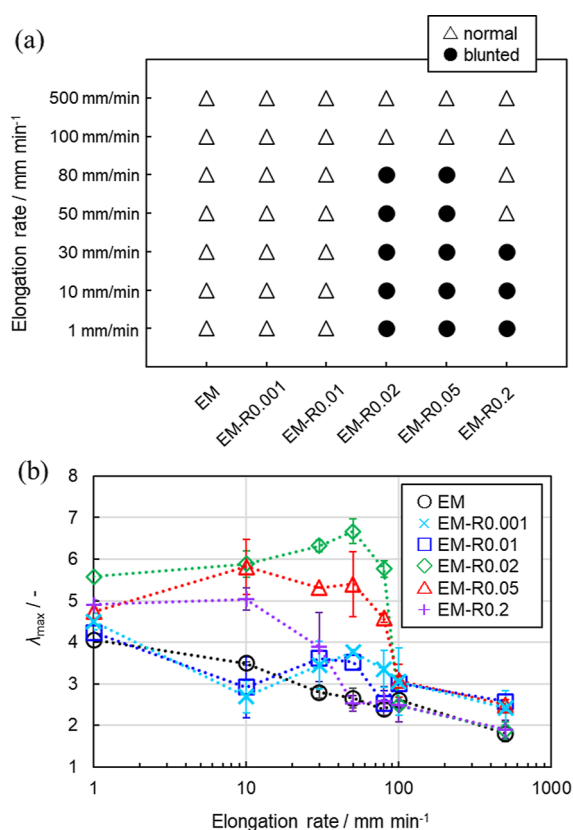 (a)
△ normal
● blunted
Elongation rate / mm min⁻¹
500 mm/min
100 mm/min
80 mm/min
50 mm/min
30 mm/min
10 mm/min
1 mm/min
EM
EM-R0.001
EM-R0.01
EM-R0.02
EM-R0.05
EM-R0.2
(b)
λmax / -
8
7
6
5
4
3
2
1
EM
EM-R0.001
EM-R0.01
EM-R0.02
EM-R0.05
EM-R0.2
1 10 100 1000
Elongation rate / mm min⁻¹